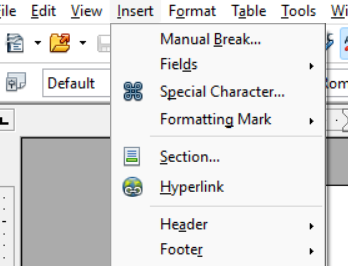 ile Edit View Insert Format Table Tools Wi
Manual Break...
Fields
Default
Special Character...
om
Formatting Mark
Section...
Hyperlink
Header
Footer